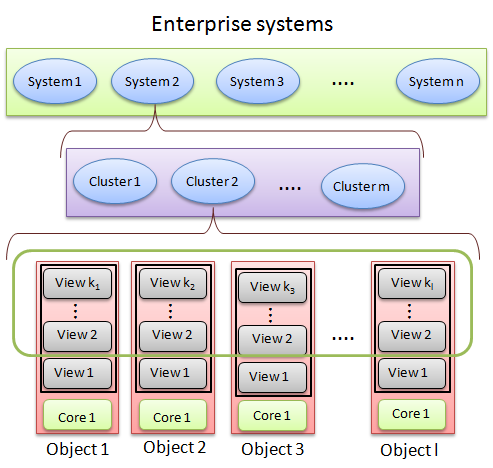 Enterprise systems
System 1 System 2 System 3 .... System n
Cluster 1 Cluster 2 .... Cluster m
View k1 View k2 View k3 View kl
View 2 View 2 View 2 .... View 2
View 1 View 1 View 1 View 1
Core 1 Core 1 Core 1 Core 1
Object 1 Object 2 Object 3 Object l